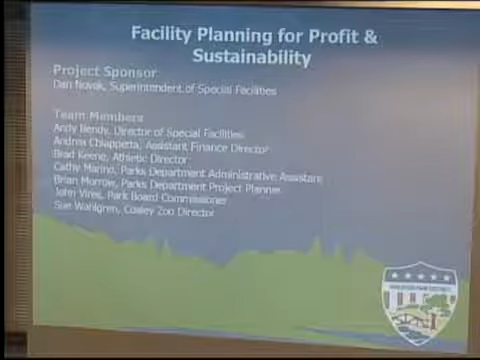 Facility Planning for Profit &
Sustainability
Project Sponsor
Dan Novak, Superintendent of Special Facilities
Team Members
Andy Bendy, Director of Special Facilities
Andrea Chiappetta, Assistant Finance Director
Brad Keene, Athletic Director
Cathy Marino, Parks Department Administrative Assistant
Brian Morrow, Parks Department Project Planner
John Vires, Park Board Commissioner
Sue Wahlgren, Cosley Zoo Director